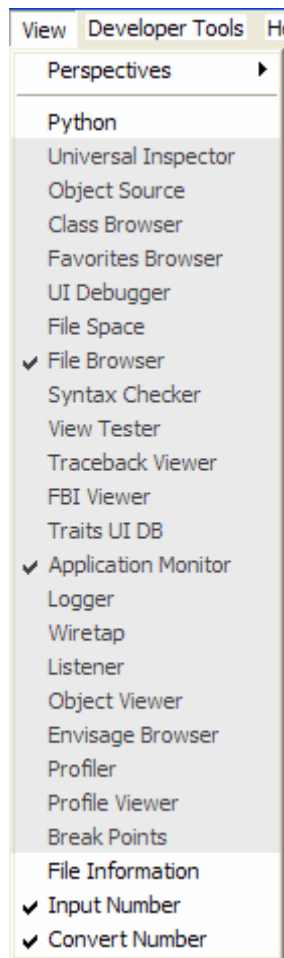 View Developer Tools
Perspectives
Python
Universal Inspector
Object Source
Class Browser
Favorites Browser
UI Debugger
File Space
File Browser
Syntax Checker
View Tester
Traceback Viewer
FBI Viewer
Traits UI DB
Application Monitor
Logger
Wiretap
Listener
Object Viewer
Envisage Browser
Profiler
Profile Viewer
Break Points
File Information
Input Number
Convert Number